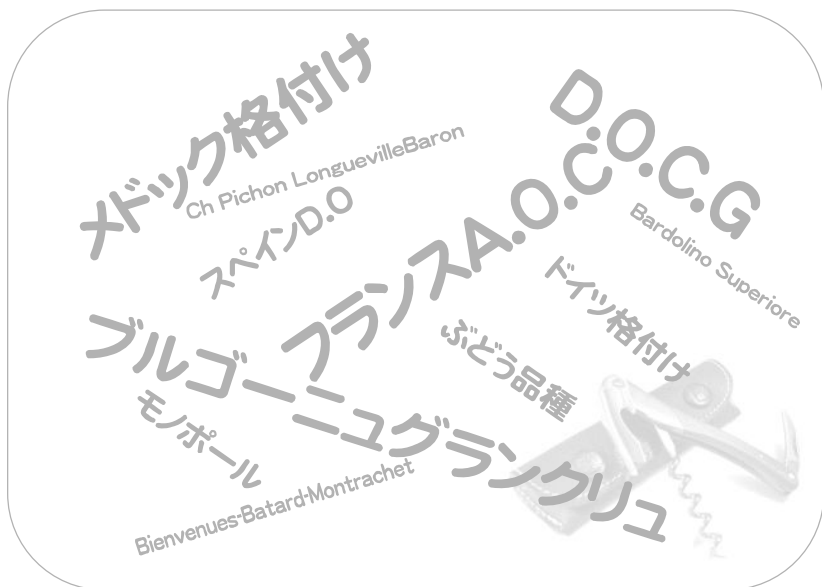 メドック格付け
D.O.C.G
Ch Pichon LonguevilleBaron
フランスA.O.C
スペインD.O
Bardolino Superiore
ドイツ格付け
ブルゴーニュグランクリュ
ぶどう品種
モノポール
Bienvenues-Batard-Montrachet